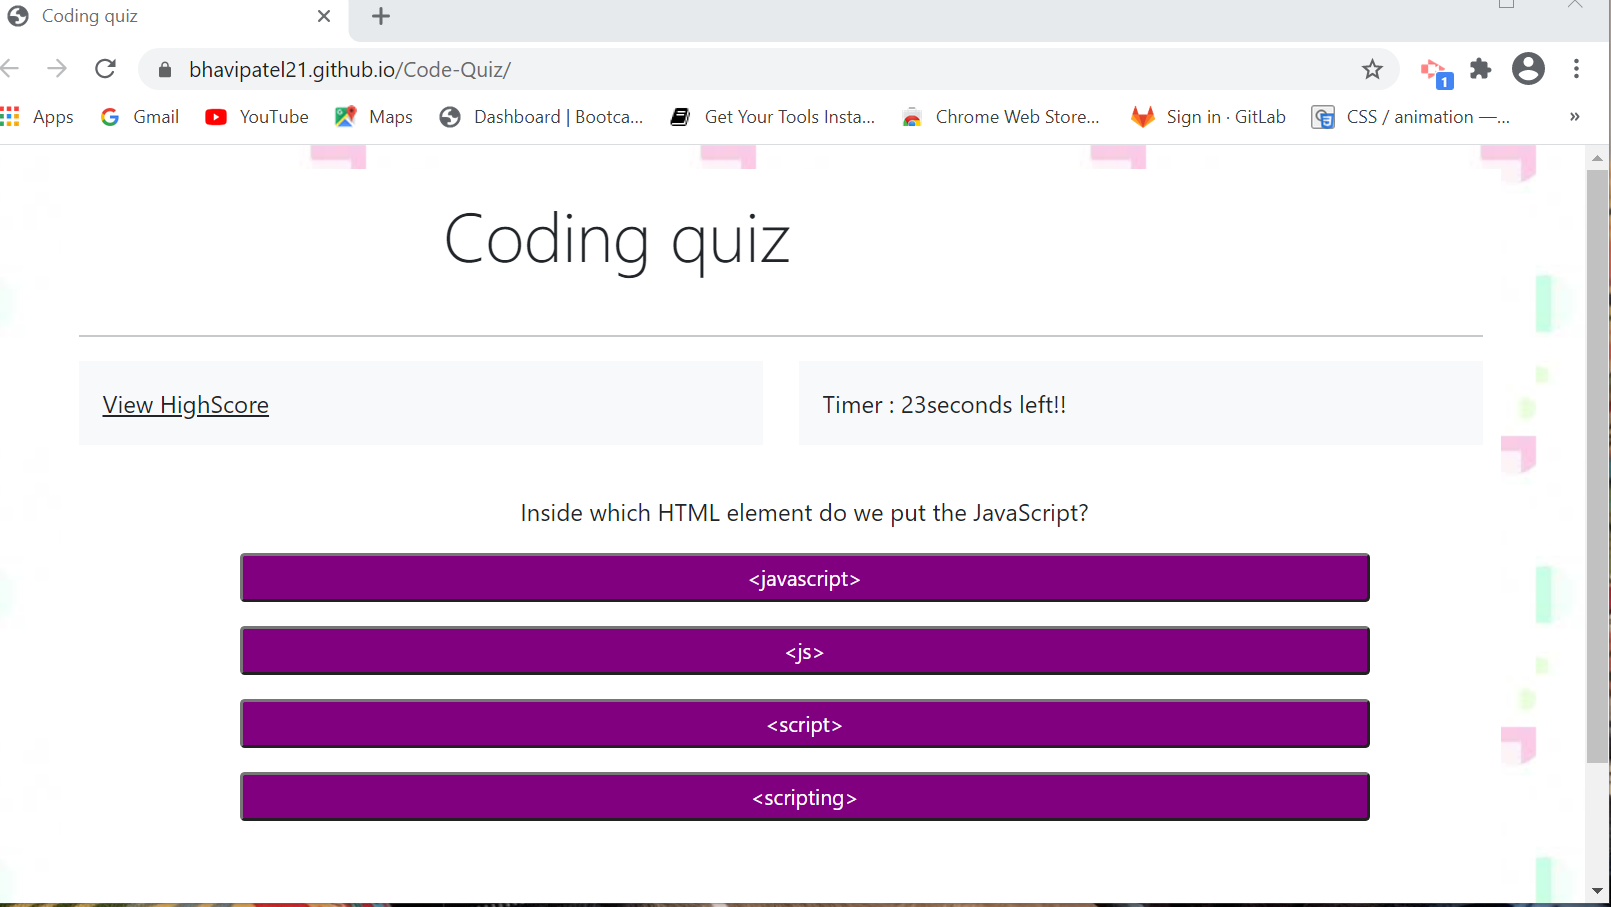 Coding quiz
bhavipatel21.github.io/Code-Quiz/
1
Apps Gmail YouTube Maps Dashboard | Bootca... Get Your Tools Insta... Chrome Web Store... Sign in · GitLab CSS / animation —... »
Coding quiz
View HighScore Timer : 23seconds left!!
Inside which HTML element do we put the JavaScript?
<javascript>
<js>
<script>
<scripting>